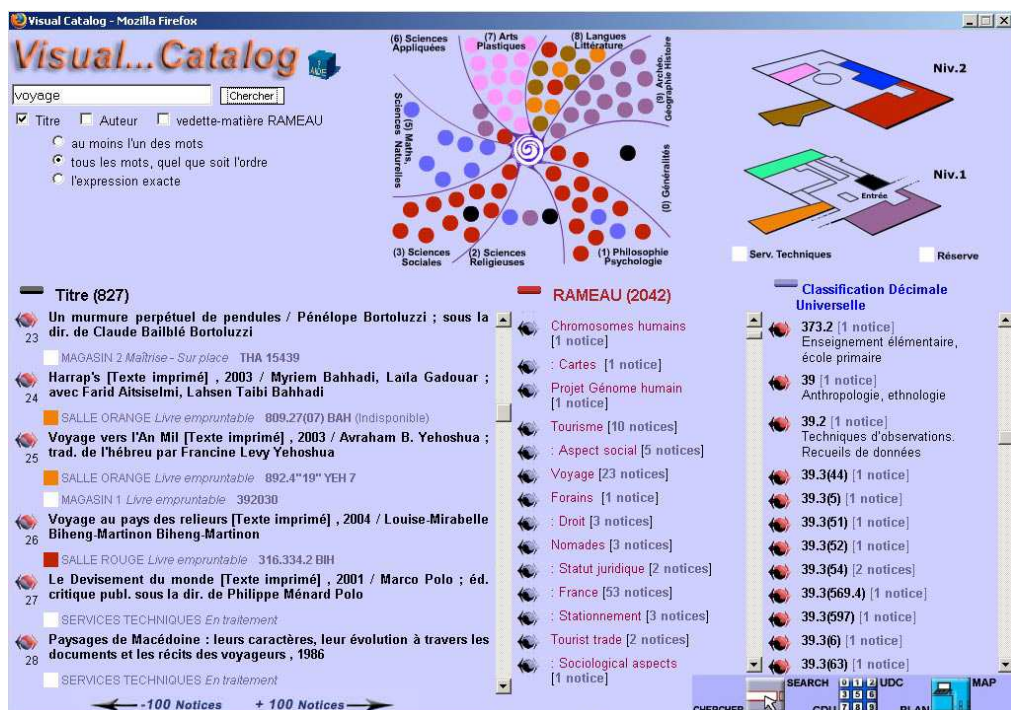 Visual Catalog - Mozilla Firefox
Visual...Catalog
AIDE
voyage
Chercher
Titre Auteur vedette-matière RAMEAU
au moins l'un des mots
tous les mots, quel que soit l'ordre
l'expression exacte
(6) Sciences
Appliquées
(7) Arts
Plastiques
(8) Langues
Littérature
(9) Archéo.
Géographie Histoire
(5) Maths,
Sciences Naturelles
(0) Généralités
(3) Sciences
Sociales
(2) Sciences
Religieuses
(1) Philosophie
Psychologie
Niv.2
Niv.1
Entrée
Serv. Techniques
Réserve
Titre (827)
23
Un murmure perpétuel de pendules / Pénélope Bortoluzzi ; sous la
dir. de Claude Bailblé Bortoluzzi
MAGASIN 2 Maîtrise - Sur place THA 15439
24
Harrap's [Texte imprimé] , 2003 / Myriem Bahhadi, Laïla Gadouar ;
avec Farid Aitsiselmi, Lahsen Taibi Bahhadi
SALLE ORANGE Livre empruntable 809.27(07) BAH (Indisponible)
25
Voyage vers l'An Mil [Texte imprimé] , 2003 / Avraham B. Yehoshua ;
trad. de l'hébreu par Francine Levy Yehoshua
SALLE ORANGE Livre empruntable 892.4"19" YEH 7
MAGASIN 1 Livre empruntable 392030
26
Voyage au pays des relieurs [Texte imprimé] , 2004 / Louise-Mirabelle
Biheng-Martinon Biheng-Martinon
SALLE ROUGE Livre empruntable 316.334.2 BIH
27
Le Devisement du monde [Texte imprimé] , 2001 / Marco Polo ; éd.
critique publ. sous la dir. de Philippe Ménard Polo
SERVICES TECHNIQUES En traitement
28
Paysages de Macédoine : leurs caractères, leur évolution à travers les
documents et les récits des voyageurs , 1986
SERVICES TECHNIQUES En traitement
-100 Notices + 100 Notices
RAMEAU (2042)
Chromosomes humains
[1 notice]
: Cartes [1 notice]
Projet Génome humain
[1 notice]
Tourisme [10 notices]
: Aspect social [5 notices]
Voyage [23 notices]
Forains [1 notice]
: Droit [3 notices]
Nomades [3 notices]
: Statut juridique [2 notices]
: France [53 notices]
: Stationnement [3 notices]
Tourist trade [2 notices]
: Sociological aspects
[1 notice]
Classification Décimale
Universelle
373.2 [1 notice]
Enseignement élémentaire,
école primaire
39 [1 notice]
Anthropologie, ethnologie
39.2 [1 notice]
Techniques d'observations.
Recueils de données
39.3(44) [1 notice]
39.3(5) [1 notice]
39.3(51) [1 notice]
39.3(52) [1 notice]
39.3(54) [2 notices]
39.3(569.4) [1 notice]
39.3(597) [1 notice]
39.3(6) [1 notice]
39.3(63) [1 notice]
SEARCH
0 1 2
UDC
MAP
3 5 6
CHERCHER
CDU
7 8 9
PLAN